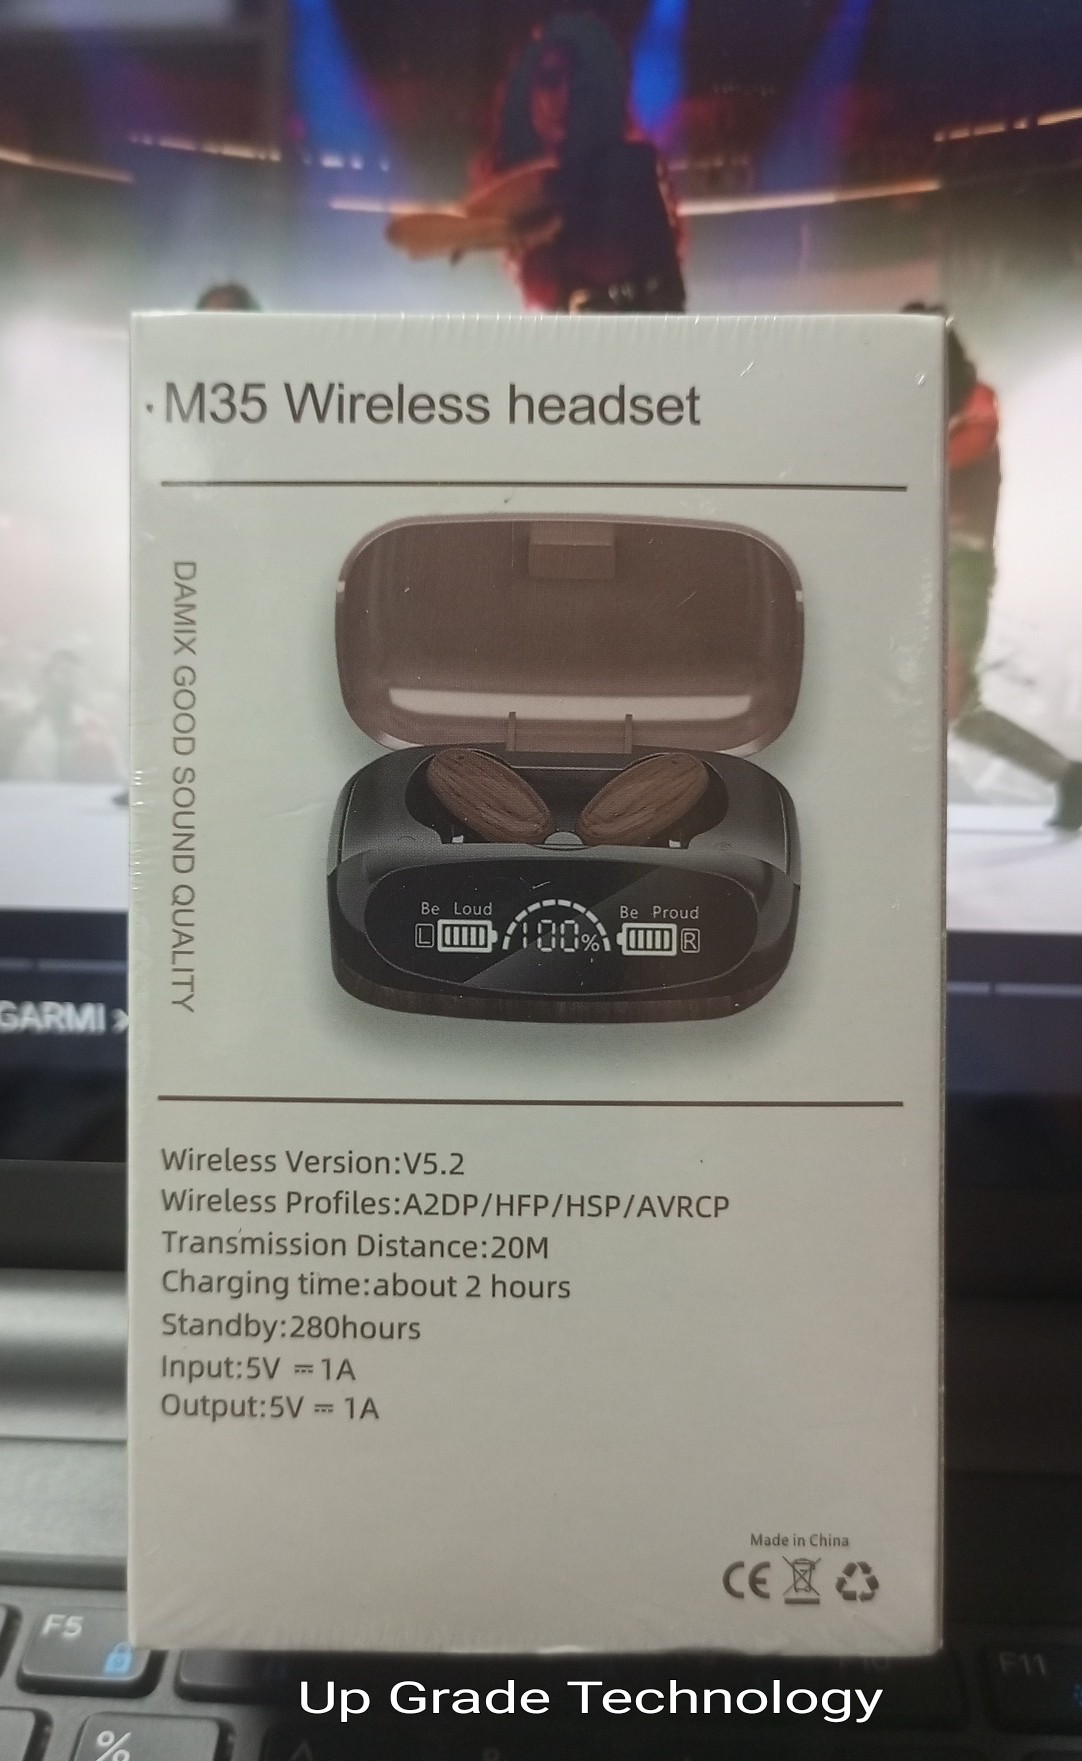 M35 Wireless headset
DAMIX GOOD SOUND QUALITY
Be Loud
Be Proud
L
100%
R
GARMI
Wireless Version:V5.2
Wireless Profiles:A2DP/HFP/HSP/AVRCP
Transmission Distance:20M
Charging time:about 2 hours
Standby:280hours
Input:5V ⎓ 1A
Output:5V ⎓ 1A
Made in China
CE
F5
F10
F11
%
Up Grade Technology